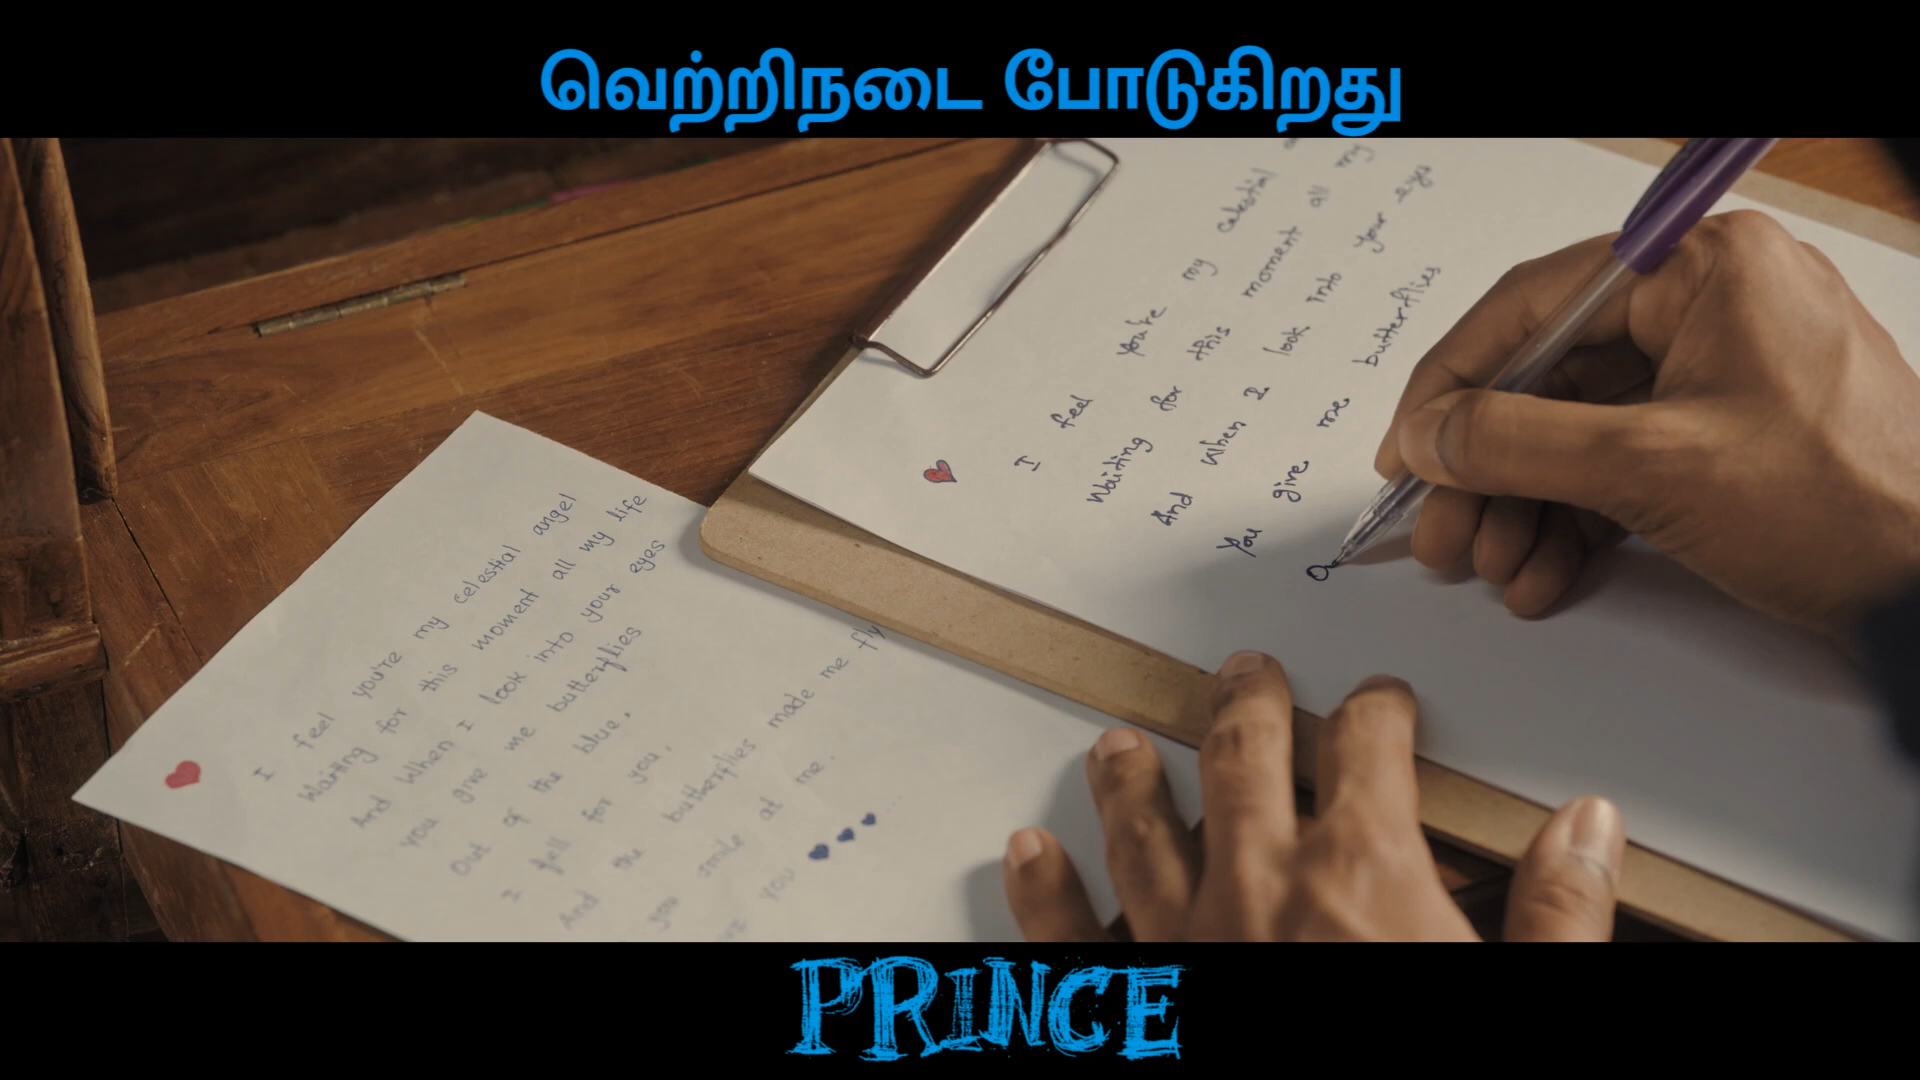 வெற்றிநடை போடுகிறது
I feel you're my celestial angel
Waiting for this moment all my life
And when I look into your eyes
You give me butterflies
Out of the blue,
I fell for you,
And the butterflies made me fly
you smile at me.
you
I feel you're my celestial
Waiting for this moment all my
And when I look into your eyes
You give me butterflies
O
PRINCE